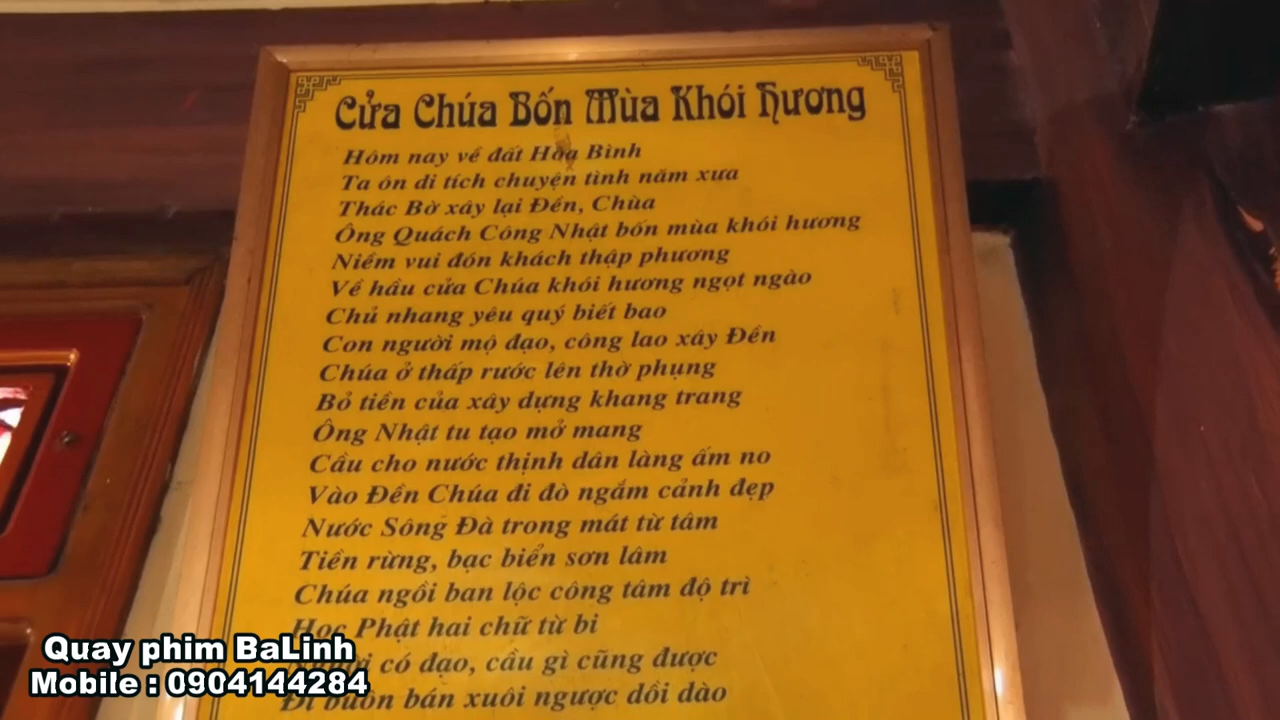 Cửa Chúa Bốn Mùa Khói Hương
Hôm nay về đất Hòa Bình
Ta ôn di tích chuyện tình năm xưa
Thác Bờ xây lại Đền, Chùa
Ông Quách Công Nhật bốn mùa khói hương
Niềm vui đón khách thập phương
Về hầu cửa Chúa khói hương ngọt ngào
Chủ nhang yêu quý biết bao
Con người mộ đạo, công lao xây Đền
Chúa ở thấp rước lên thờ phụng
Bỏ tiền của xây dựng khang trang
Ông Nhật tu tạo mở mang
Cầu cho nước thịnh dân làng ấm no
Vào Đền Chúa đi đò ngắm cảnh đẹp
Nước Sông Đà trong mát từ tâm
Tiền rừng, bạc biển sơn lâm
Chúa ngồi ban lộc công tâm độ trì
Học Phật hai chữ từ bi
có đạo, cầu gì cũng được
Đi buôn bán xuôi ngược dồi dào
Quay phim BaLinh
Mobile : 0904144284